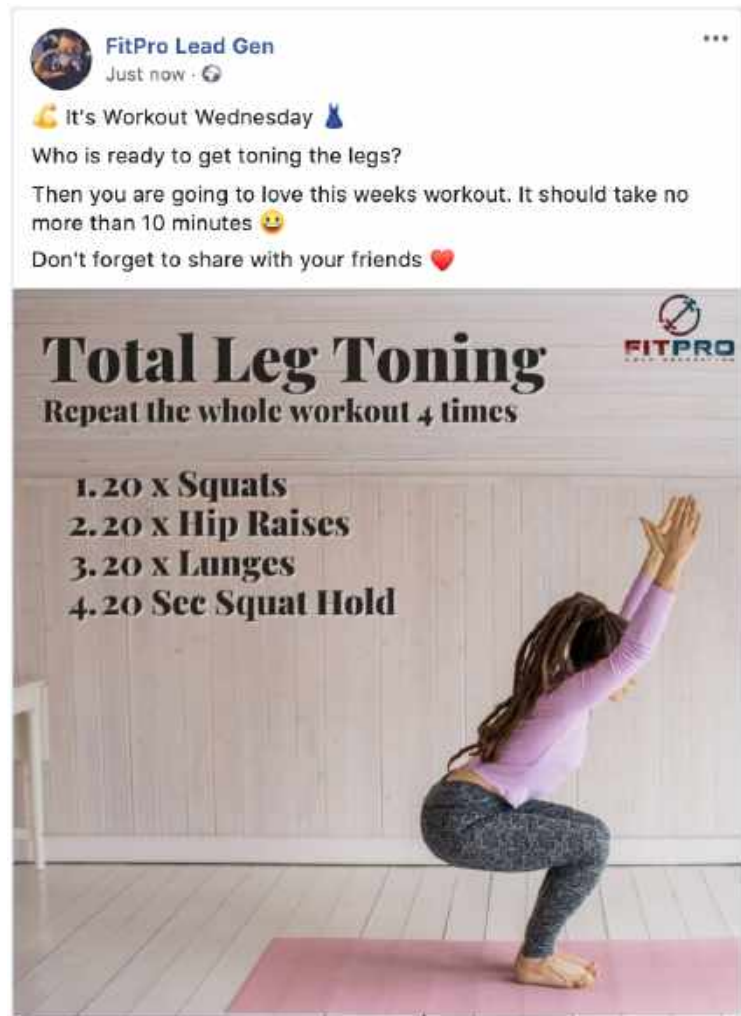 FitPro Lead Gen
Just now ·
💪 It's Workout Wednesday 👗
Who is ready to get toning the legs?
Then you are going to love this weeks workout. It should take no
more than 10 minutes 😀
Don't forget to share with your friends ❤️
Total Leg Toning
FITPRO
Repeat the whole workout 4 times
1. 20 x Squats
2. 20 x Hip Raises
3. 20 x Lunges
4. 20 Sec Squat Hold